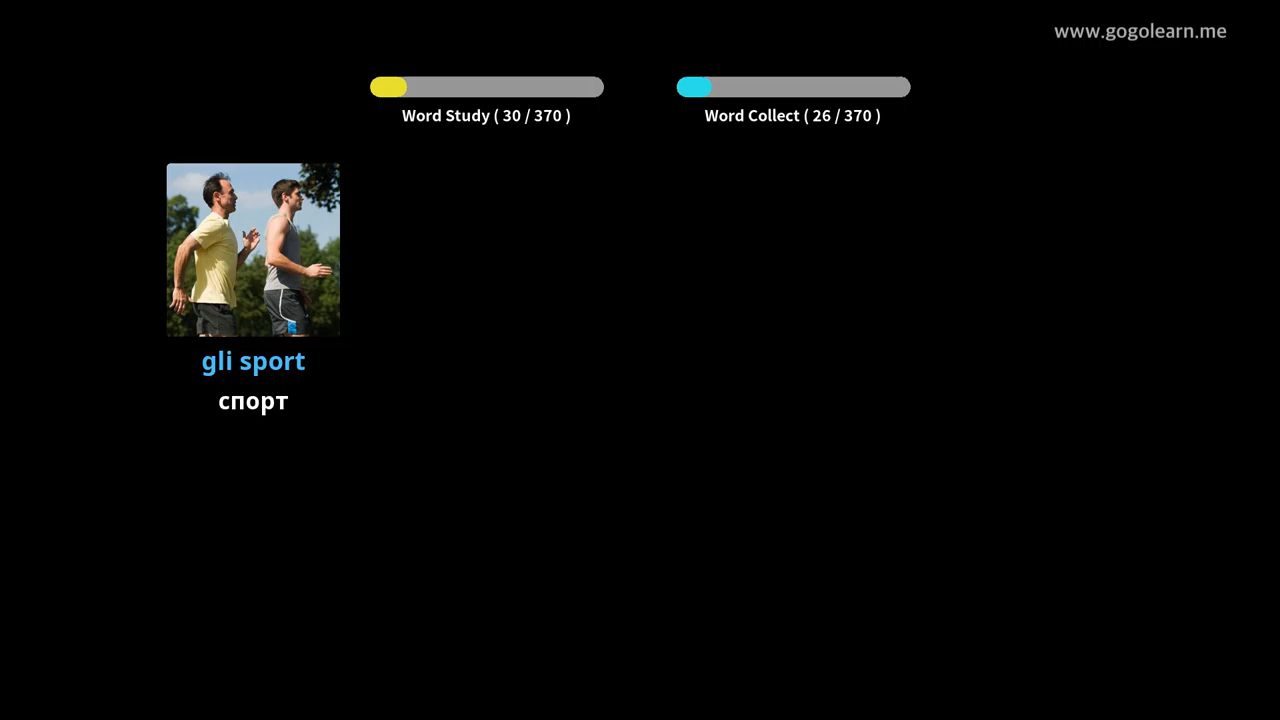 www.gogolearn.me
Word Study ( 30 / 370 )
Word Collect ( 26 / 370 )
gli sport
спорт